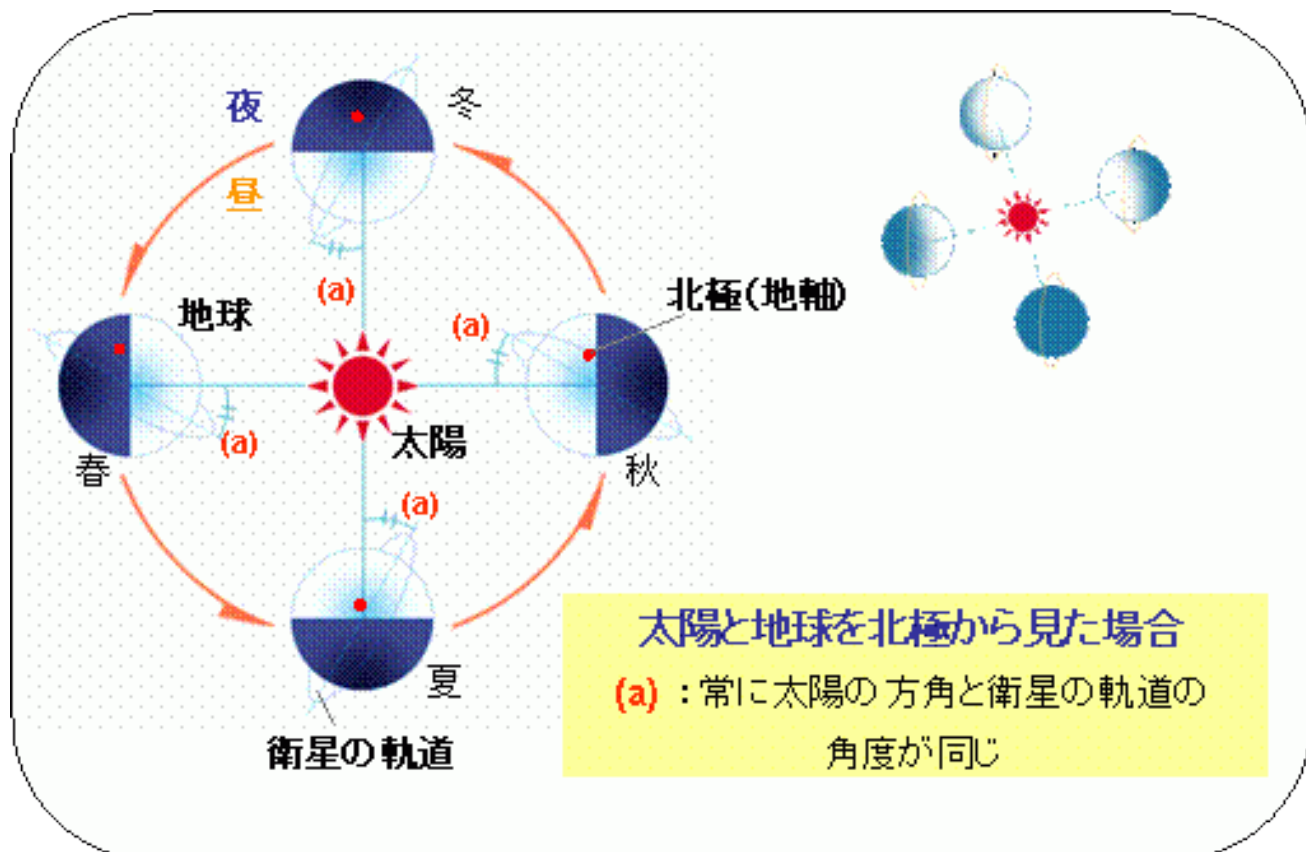 夜
冬
昼
(a)
地球
北極(地軸)
(a)
(a)
太陽
春
秋
(a)
夏
衛星の軌道
太陽と地球を北極から見た場合
(a)：常に太陽の方角と衛星の軌道の
角度が同じ